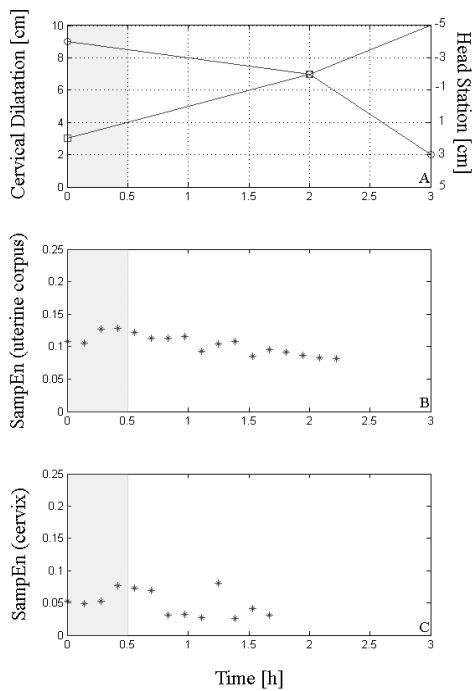 Cervical Dilatation [cm]
10
8
6
4
2
0
-5
-3
-1
1
3
5
Head Station
[cm]
A
0 0.5 1 1.5 2 2.5 3
SampEn (uterine corpus)
0.25
0.2
0.15
0.1
0.05
0
B
0 0.5 1 1.5 2 2.5 3
SampEn (cervix)
0.25
0.2
0.15
0.1
0.05
0
C
0 0.5 1 1.5 2 2.5 3
Time [h]